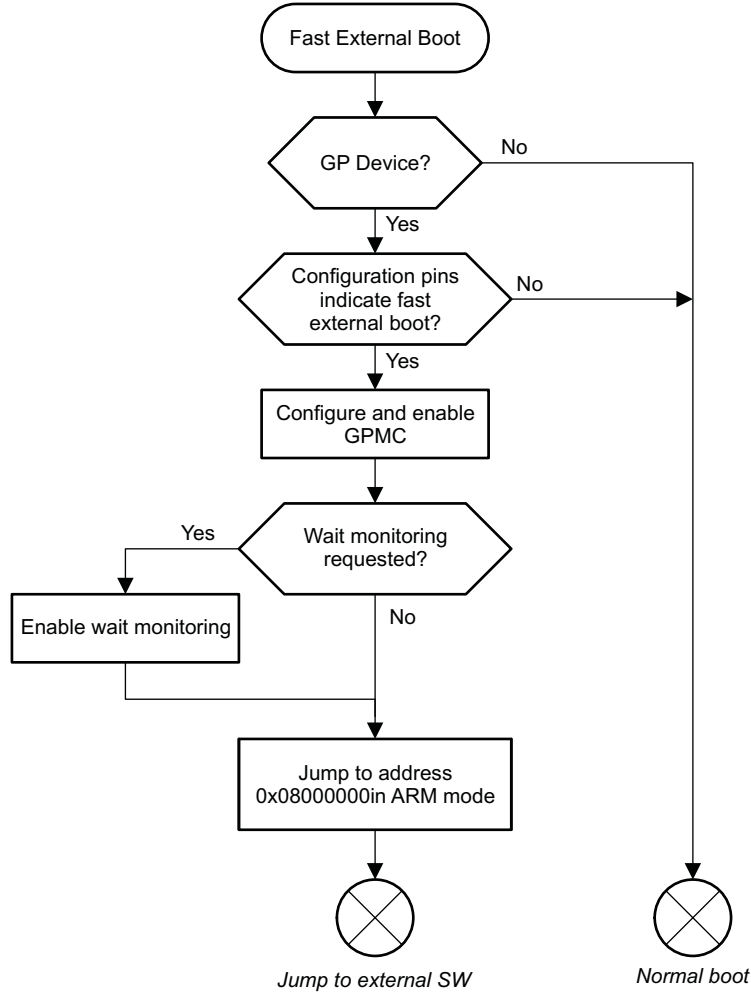 Fast External Boot
GP Device?
No
Yes
Configuration pins
indicate fast
external boot?
No
Yes
Configure and enable
GPMC
Wait monitoring
requested?
Yes
No
Enable wait monitoring
Jump to address
0x08000000in ARM mode
Jump to external SW
Normal boot